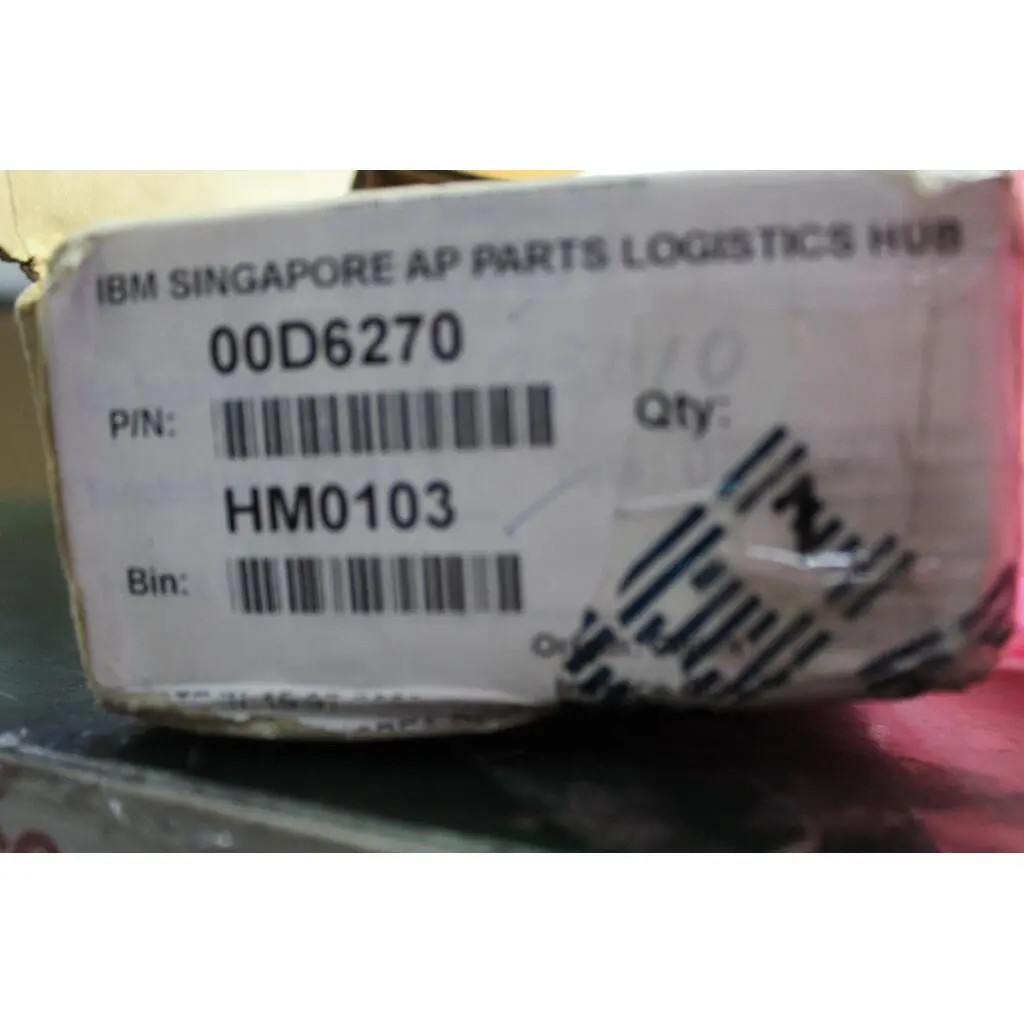 IBM SINGAPORE AP PARTS LOGISTICS HUB
00D6270
P/N:
Qty:
HM0103
Bin: